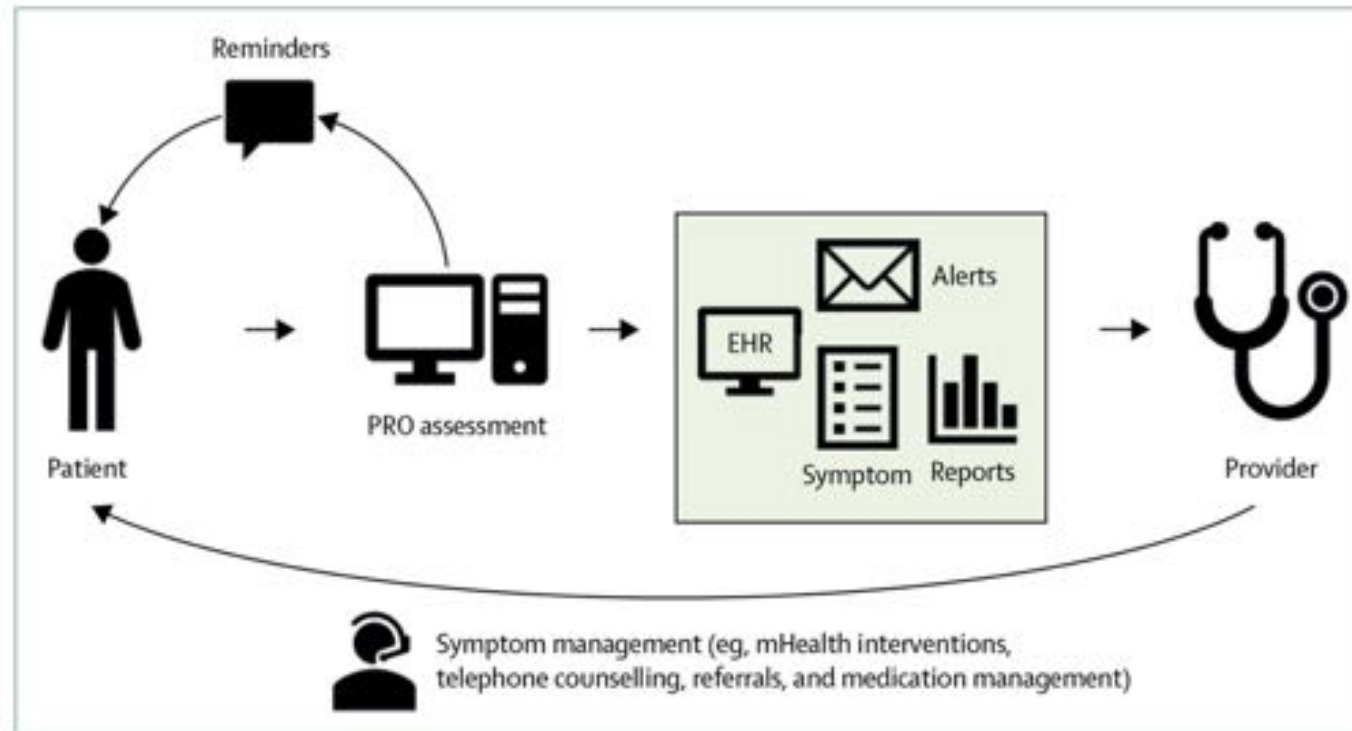 Reminders
Alerts
EHR
PRO assessment
Patient
Symptom
Reports
Provider
Symptom management (eg, mHealth interventions,
telephone counselling, referrals, and medication management)